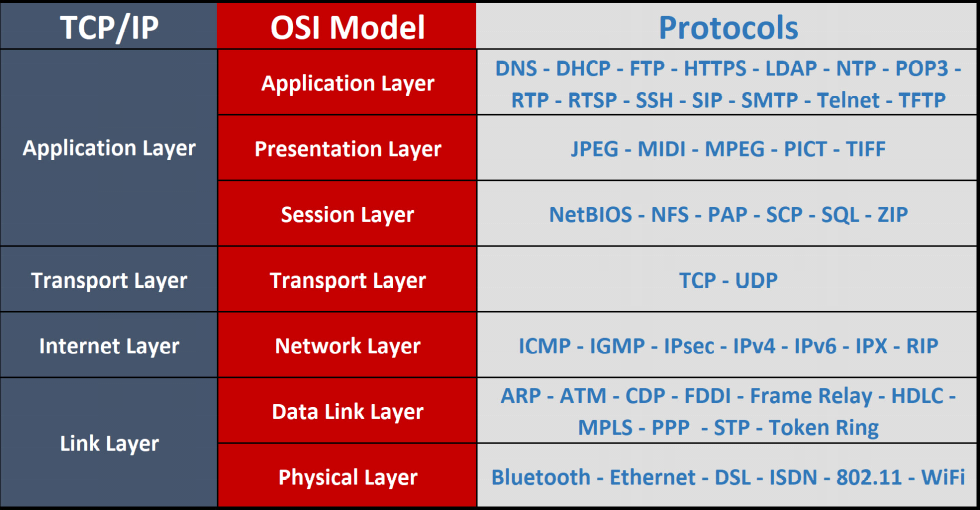 TCP/IP OSI Model Protocols
Application Layer
Application Layer
DNS - DHCP - FTP - HTTPS - LDAP - NTP - POP3 -
RTP - RTSP - SSH - SIP - SMTP - Telnet - TFTP
Presentation Layer
JPEG - MIDI - MPEG - PICT - TIFF
Session Layer
NetBIOS - NFS - PAP - SCP - SQL - ZIP
Transport Layer
Transport Layer
TCP - UDP
Internet Layer
Network Layer
ICMP - IGMP - IPsec - IPv4 - IPv6 - IPX - RIP
Link Layer
Data Link Layer
ARP - ATM - CDP - FDDI - Frame Relay - HDLC -
MPLS - PPP - STP - Token Ring
Physical Layer
Bluetooth - Ethernet - DSL - ISDN - 802.11 - WiFi